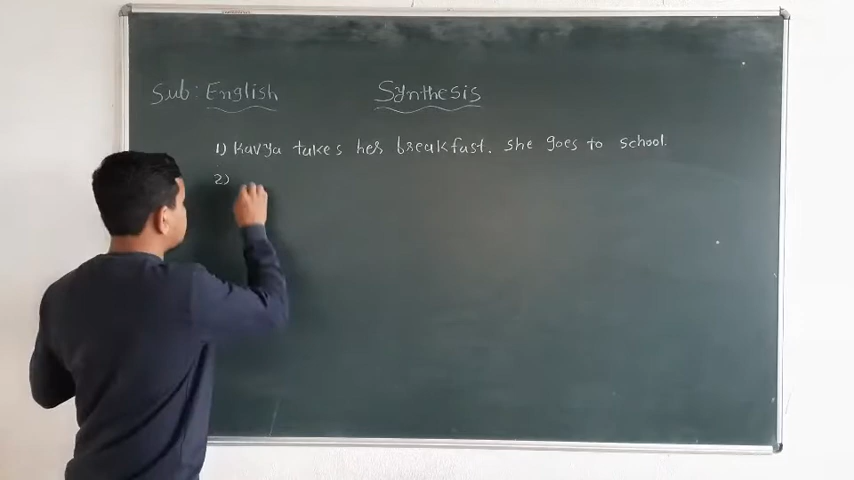 Sub: English Synthesis
1) Kavya takes her breakfast. she goes to school.
2)